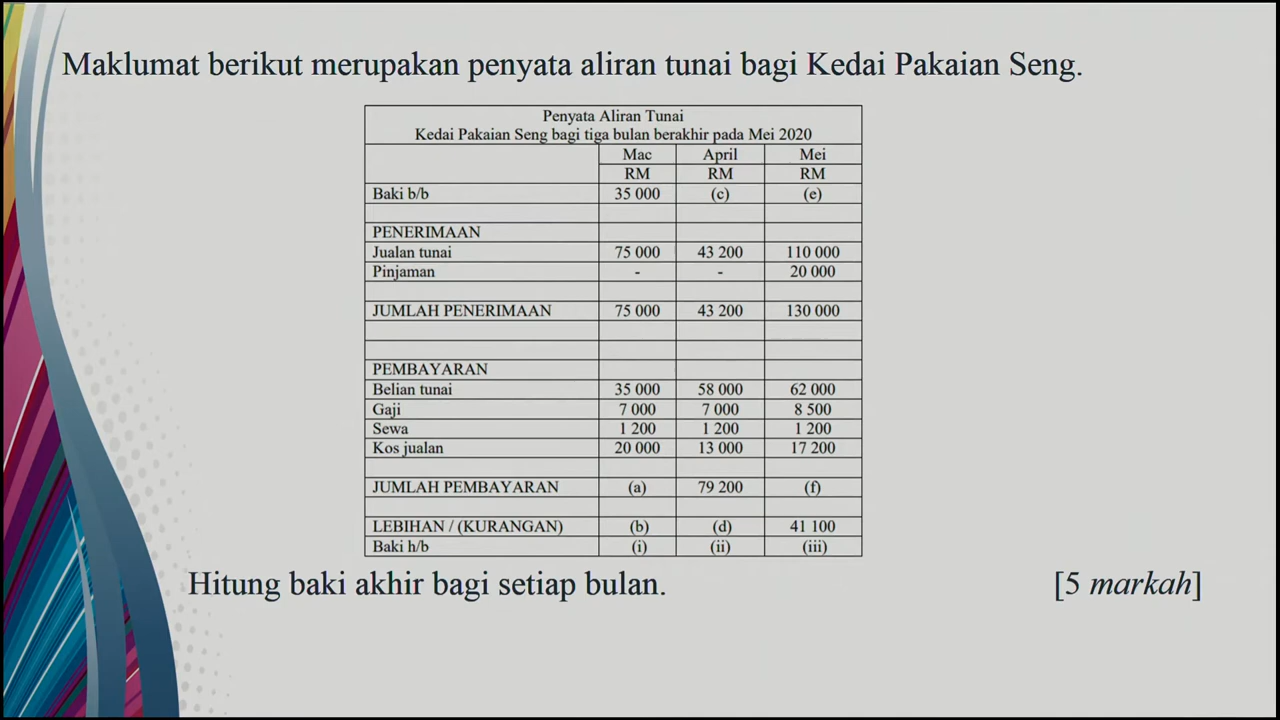 Maklumat berikut merupakan penyata aliran tunai bagi Kedai Pakaian Seng.
Penyata Aliran Tunai
Kedai Pakaian Seng bagi tiga bulan berakhir pada Mei 2020
Mac April Mei
RM RM RM
Baki b/b 35 000 (c) (e)
PENERIMAAN
Jualan tunai 75 000 43 200 110 000
Pinjaman - - 20 000
JUMLAH PENERIMAAN 75 000 43 200 130 000
PEMBAYARAN
Belian tunai 35 000 58 000 62 000
Gaji 7 000 7 000 8 500
Sewa 1 200 1 200 1 200
Kos jualan 20 000 13 000 17 200
JUMLAH PEMBAYARAN (a) 79 200 (f)
LEBIHAN / (KURANGAN) (b) (d) 41 100
Baki h/b (i) (ii) (iii)
Hitung baki akhir bagi setiap bulan. [5 markah]